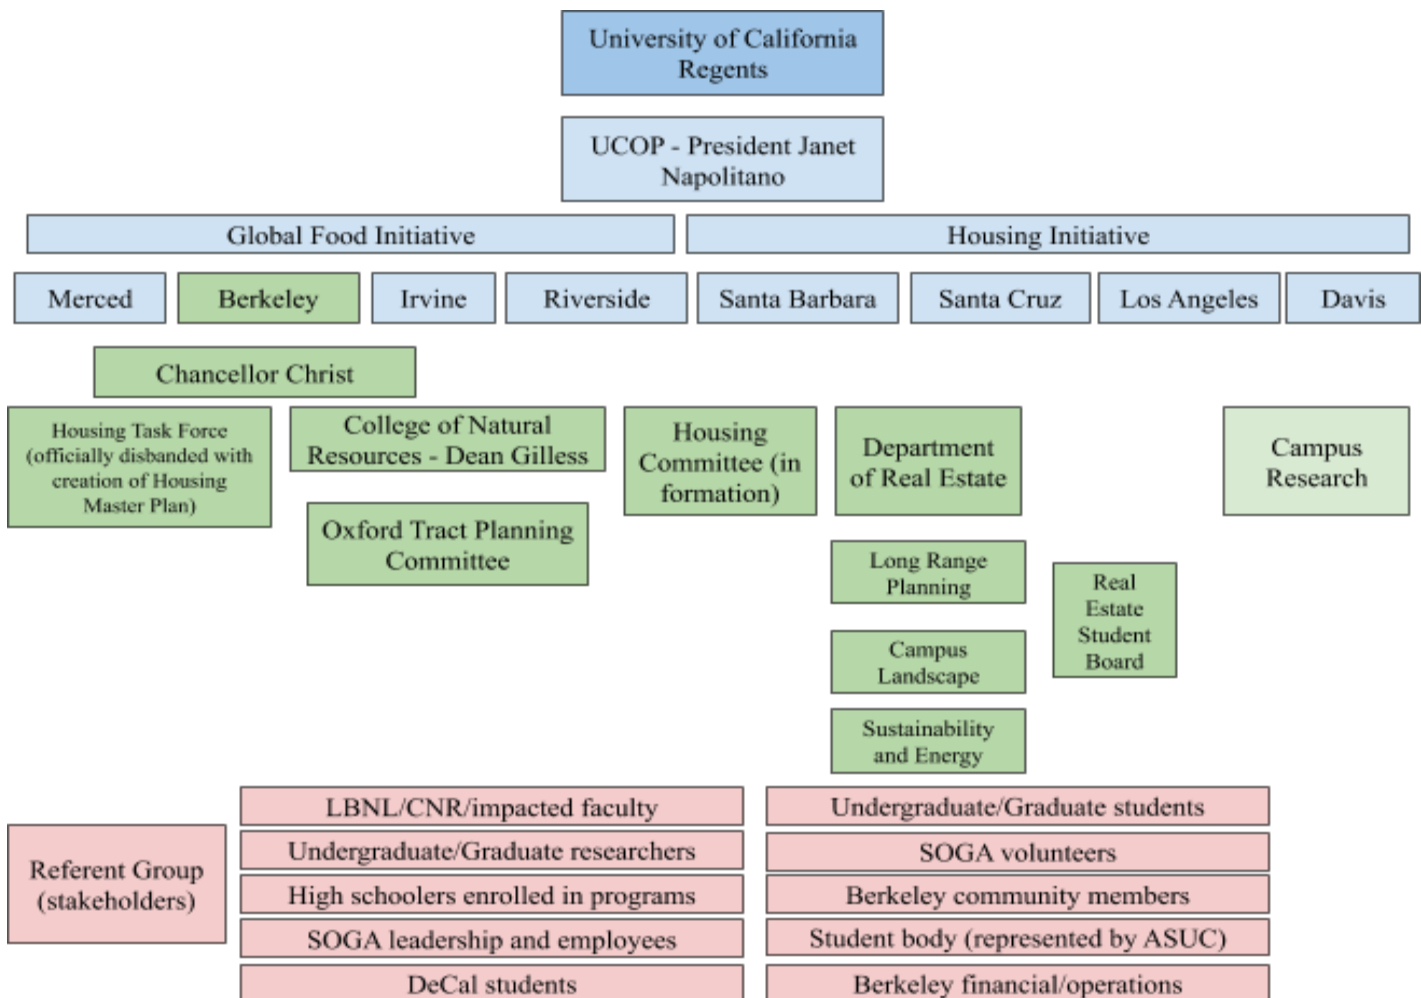 University of California
Regents
UCOP - President Janet
Napolitano
Global Food Initiative
Housing Initiative
Merced
Berkeley
Irvine
Riverside
Santa Barbara
Santa Cruz
Los Angeles
Davis
Chancellor Christ
Housing Task Force
(officially disbanded with
creation of Housing
Master Plan)
College of Natural
Resources - Dean Gilless
Oxford Tract Planning
Committee
Housing
Committee (in
formation)
Department
of Real Estate
Campus
Research
Long Range
Planning
Campus
Landscape
Sustainability
and Energy
Real
Estate
Student
Board
Referent Group
(stakeholders)
LBNL/CNR/impacted faculty
Undergraduate/Graduate researchers
High schoolers enrolled in programs
SOGA leadership and employees
DeCal students
Undergraduate/Graduate students
SOGA volunteers
Berkeley community members
Student body (represented by ASUC)
Berkeley financial/operations